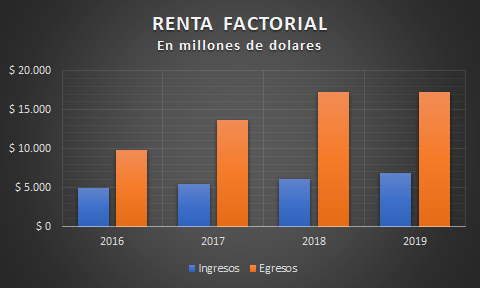 RENTA FACTORIAL
En millones de dolares
$ 20.000
$ 15.000
$ 10.000
$ 5.000
$ 0
2016 2017 2018 2019
Ingresos Egresos